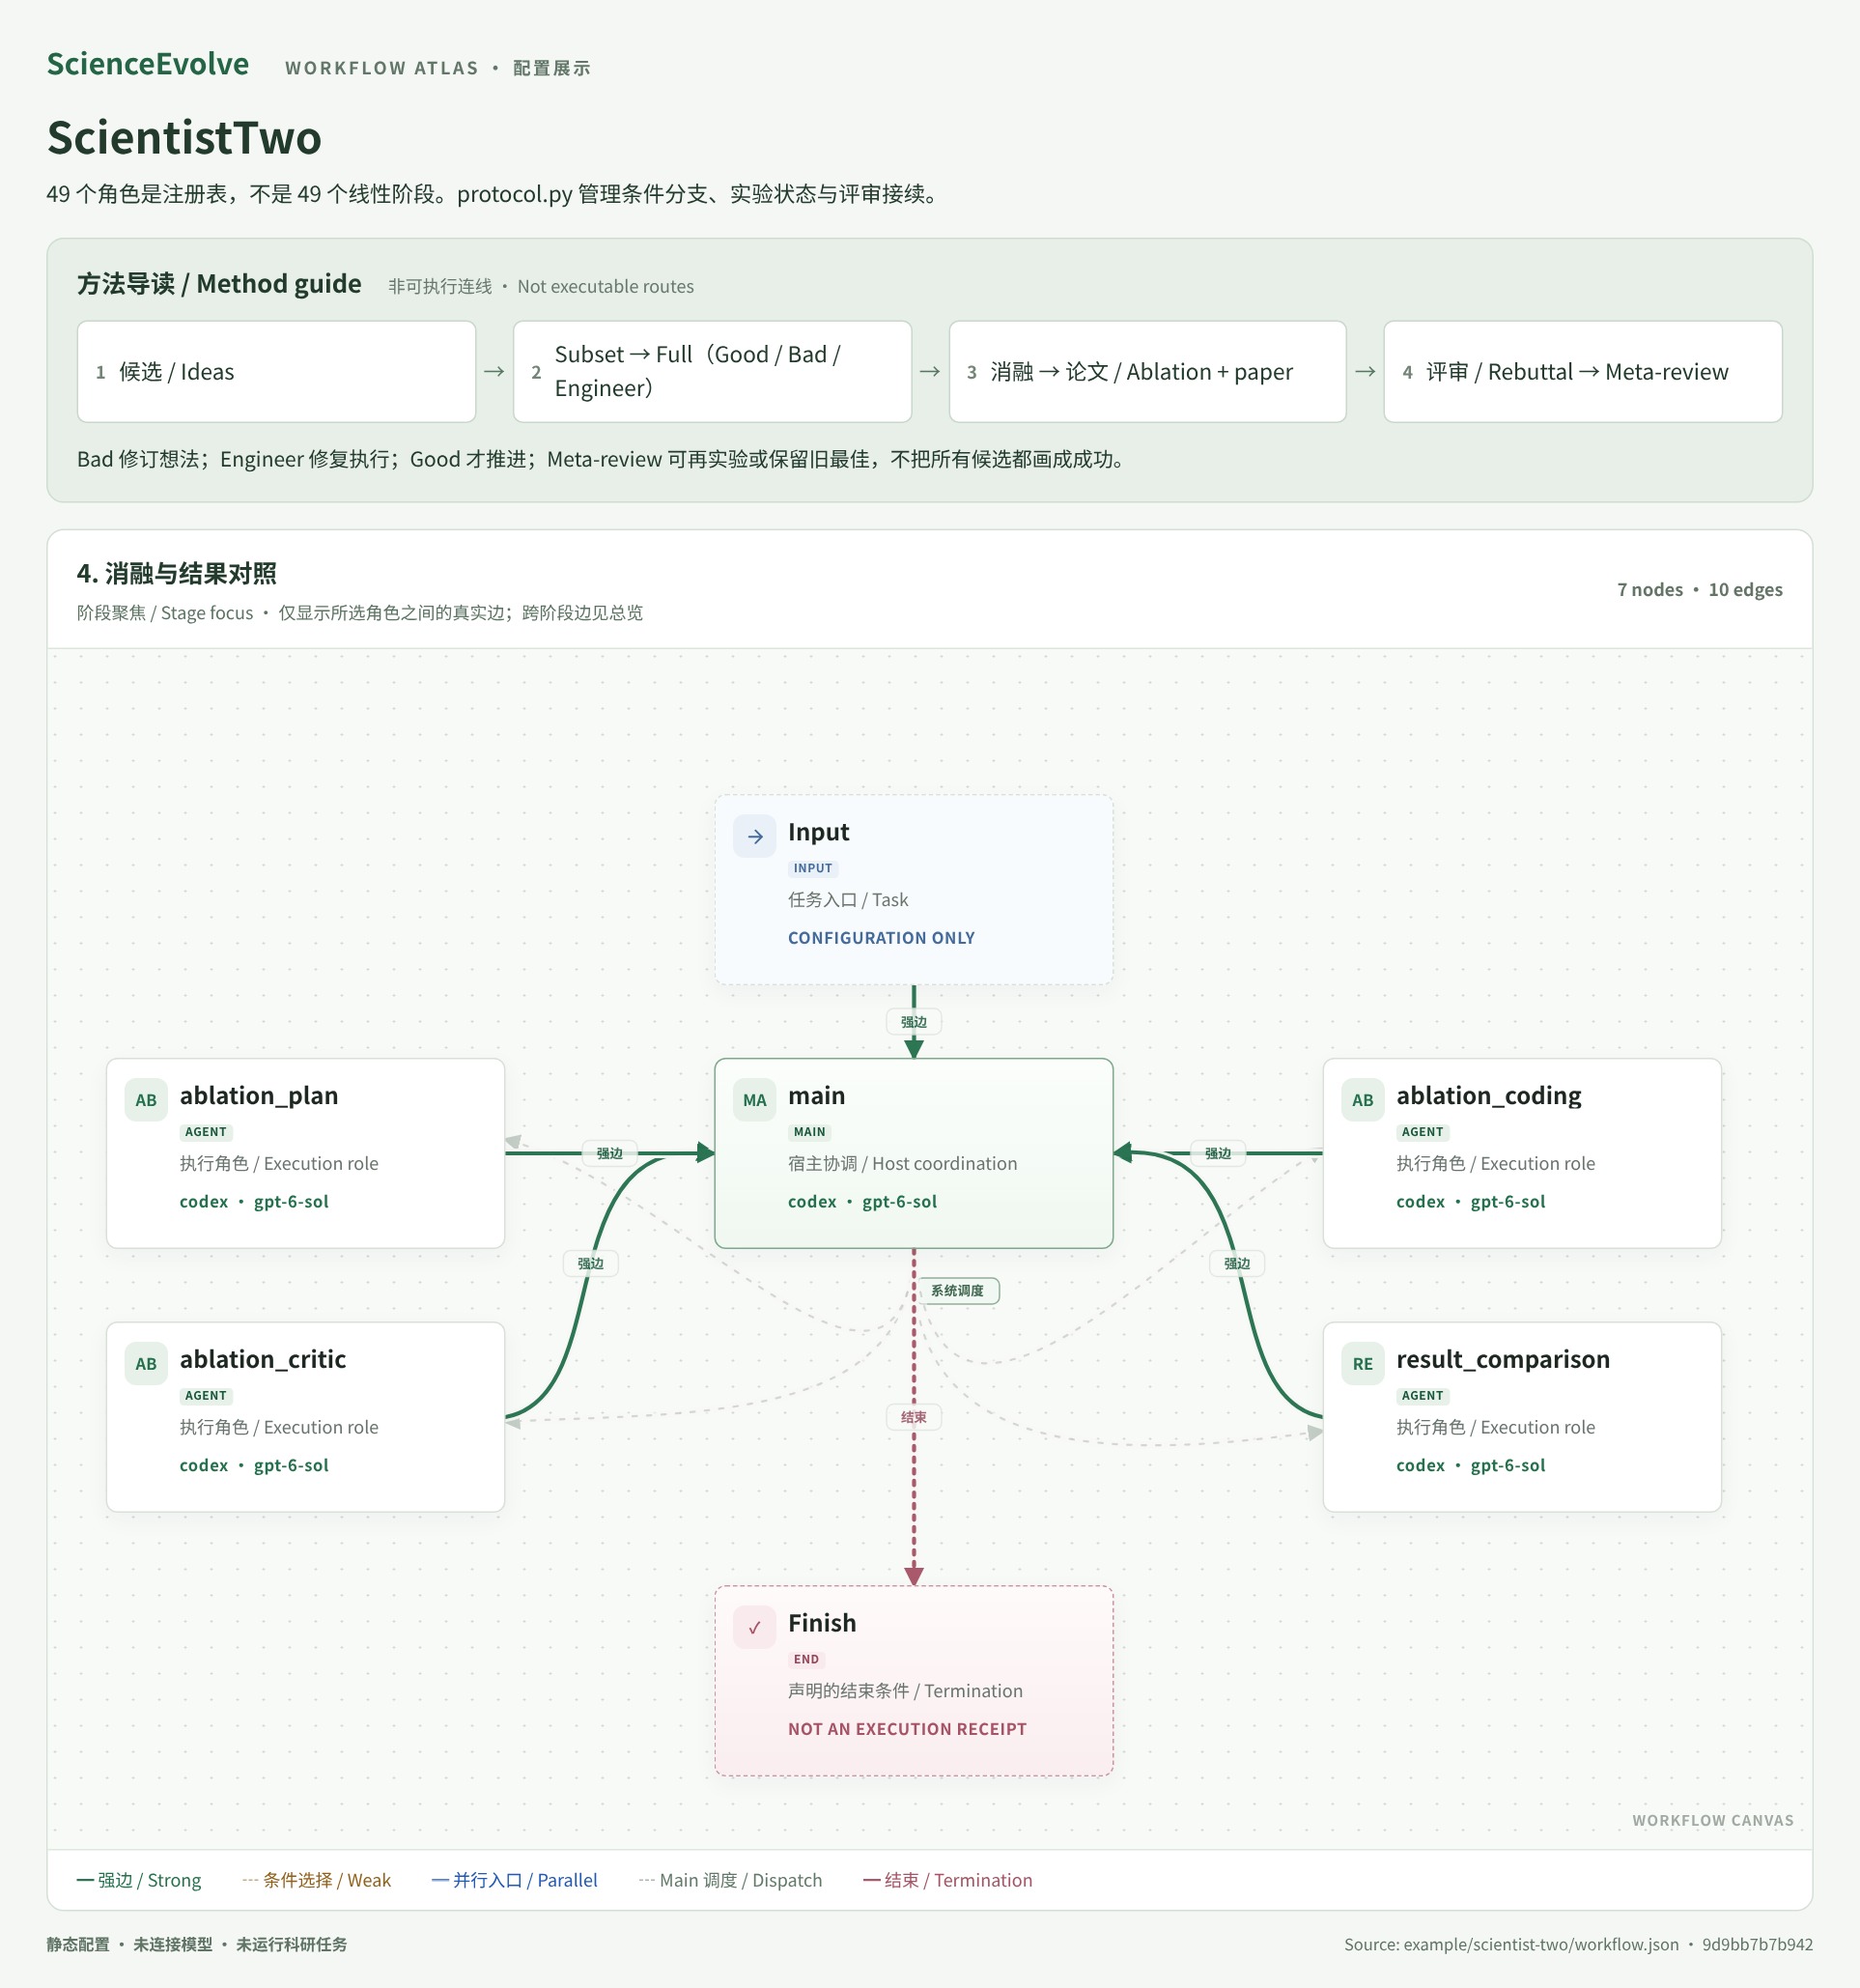 ScienceEvolve WORKFLOW ATLAS • 配置展示
ScientistTwo
49 个角色是注册表，不是 49 个线性阶段。protocol.py 管理条件分支、实验状态与评审接续。
方法导读 / Method guide 非可执行连线 • Not executable routes
1 候选 / Ideas
→
2 Subset → Full（Good / Bad /
Engineer）
→
3 消融 → 论文 / Ablation + paper
→
4 评审 / Rebuttal → Meta-review
Bad 修订想法；Engineer 修复执行；Good 才推进；Meta-review 可再实验或保留旧最佳，不把所有候选都画成成功。
4. 消融与结果对照
阶段聚焦 / Stage focus • 仅显示所选角色之间的真实边；跨阶段边见总览
7 nodes • 10 edges
→ Input
INPUT
任务入口 / Task
CONFIGURATION ONLY
强边
AB ablation_plan
AGENT
执行角色 / Execution role
codex • gpt-6-sol
强边
MA main
MAIN
宿主协调 / Host coordination
codex • gpt-6-sol
强边
AB ablation_coding
AGENT
执行角色 / Execution role
codex • gpt-6-sol
强边
强边
系统调度
AB ablation_critic
AGENT
执行角色 / Execution role
codex • gpt-6-sol
结束
RE result_comparison
AGENT
执行角色 / Execution role
codex • gpt-6-sol
✓ Finish
END
声明的结束条件 / Termination
NOT AN EXECUTION RECEIPT
WORKFLOW CANVAS
强边 / Strong
条件选择 / Weak
并行入口 / Parallel
Main 调度 / Dispatch
结束 / Termination
静态配置 • 未连接模型 • 未运行科研任务
Source: example/scientist-two/workflow.json • 9d9bb7b7b942